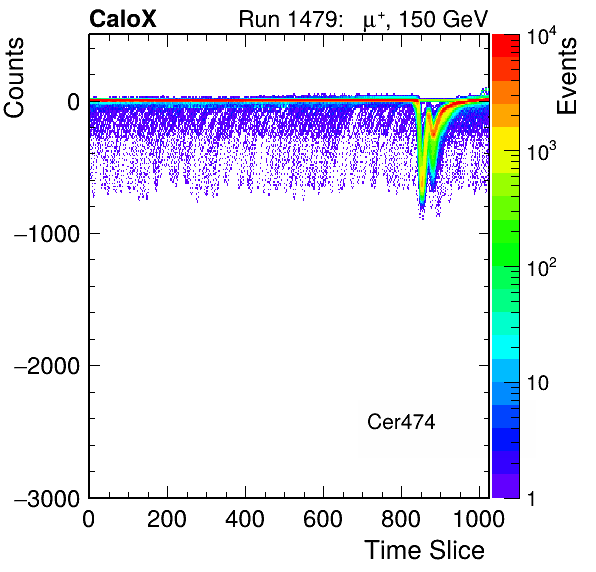 CaloX Run 1479: μ⁺, 150 GeV
Counts
Events
0
−1000
−2000
−3000
10⁴
10³
10²
10
1
Cer474
0 200 400 600 800 1000
Time Slice